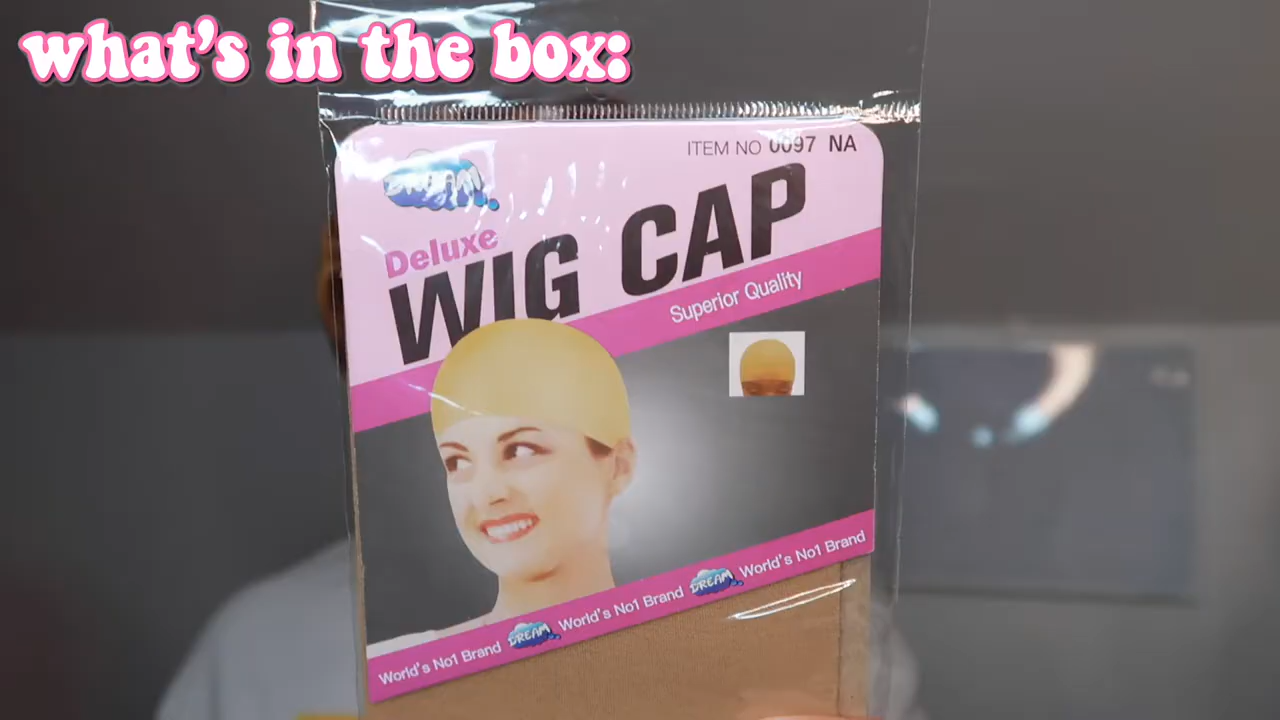 what's in the box:
ITEM NO 0097 NA
DREAM
Deluxe
WIG CAP
Superior Quality
World's No1 Brand DREAM World's No1 Brand DREAM World's No1 Brand